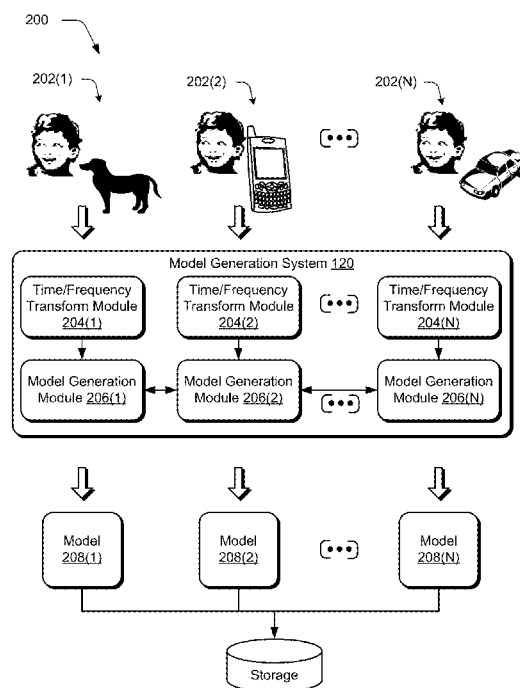 200
202(1)
202(2)
202(N)
Model Generation System 120
Time/Frequency
Transform Module
204(1)
Time/Frequency
Transform Module
204(2)
Time/Frequency
Transform Module
204(N)
Model Generation
Module 206(1)
Model Generation
Module 206(2)
Model Generation
Module 206(N)
Model
208(1)
Model
208(2)
Model
208(N)
Storage